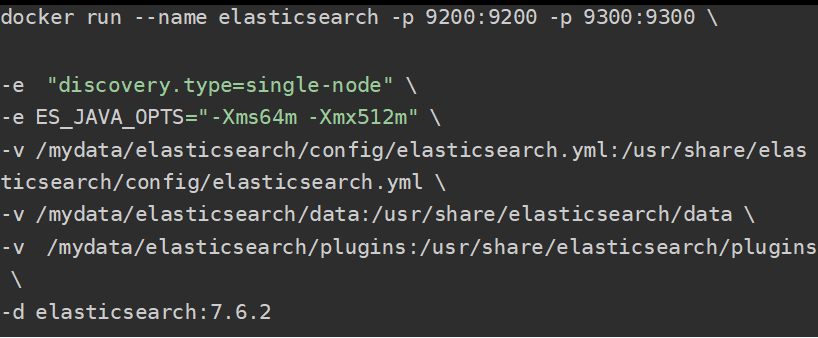 docker run --name elasticsearch -p 9200:9200 -p 9300:9300 \
-e  "discovery.type=single-node" \
-e ES_JAVA_OPTS="-Xms64m -Xmx512m" \
-v /mydata/elasticsearch/config/elasticsearch.yml:/usr/share/elas
ticsearch/config/elasticsearch.yml \
-v /mydata/elasticsearch/data:/usr/share/elasticsearch/data \
-v  /mydata/elasticsearch/plugins:/usr/share/elasticsearch/plugins
 \
-d elasticsearch:7.6.2